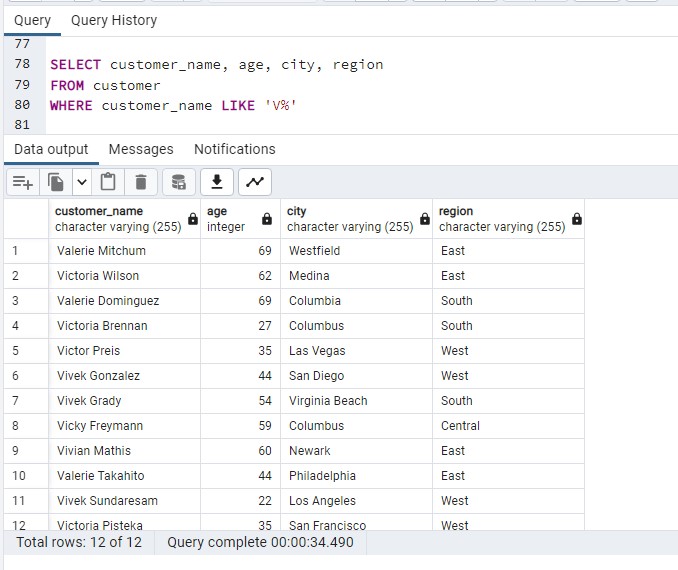 Query Query History
77
78 SELECT customer_name, age, city, region
79 FROM customer
80 WHERE customer_name LIKE 'V%'
81
Data output Messages Notifications
customer_name age city region
character varying (255) integer character varying (255) character varying (255)
1 Valerie Mitchum 69 Westfield East
2 Victoria Wilson 62 Medina East
3 Valerie Dominguez 69 Columbia South
4 Victoria Brennan 27 Columbus South
5 Victor Preis 35 Las Vegas West
6 Vivek Gonzalez 44 San Diego West
7 Vivek Grady 54 Virginia Beach South
8 Vicky Freymann 59 Columbus Central
9 Vivian Mathis 60 Newark East
10 Valerie Takahito 44 Philadelphia East
11 Vivek Sundaresam 22 Los Angeles West
12 Victoria Pisteka 35 San Francisco West
Total rows: 12 of 12 Query complete 00:00:34.490